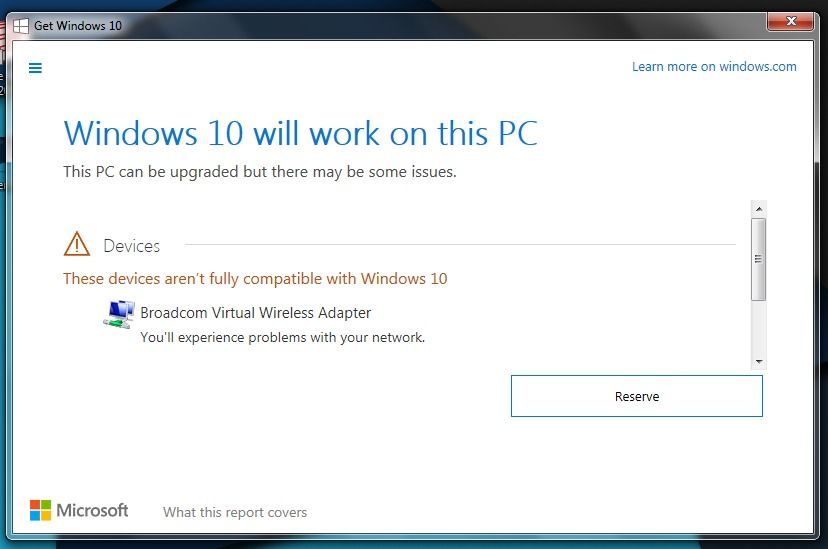 Get Windows 10
Learn more on windows.com
Windows 10 will work on this PC
This PC can be upgraded but there may be some issues.
Devices
These devices aren't fully compatible with Windows 10
Broadcom Virtual Wireless Adapter
You'll experience problems with your network.
Reserve
Microsoft
What this report covers